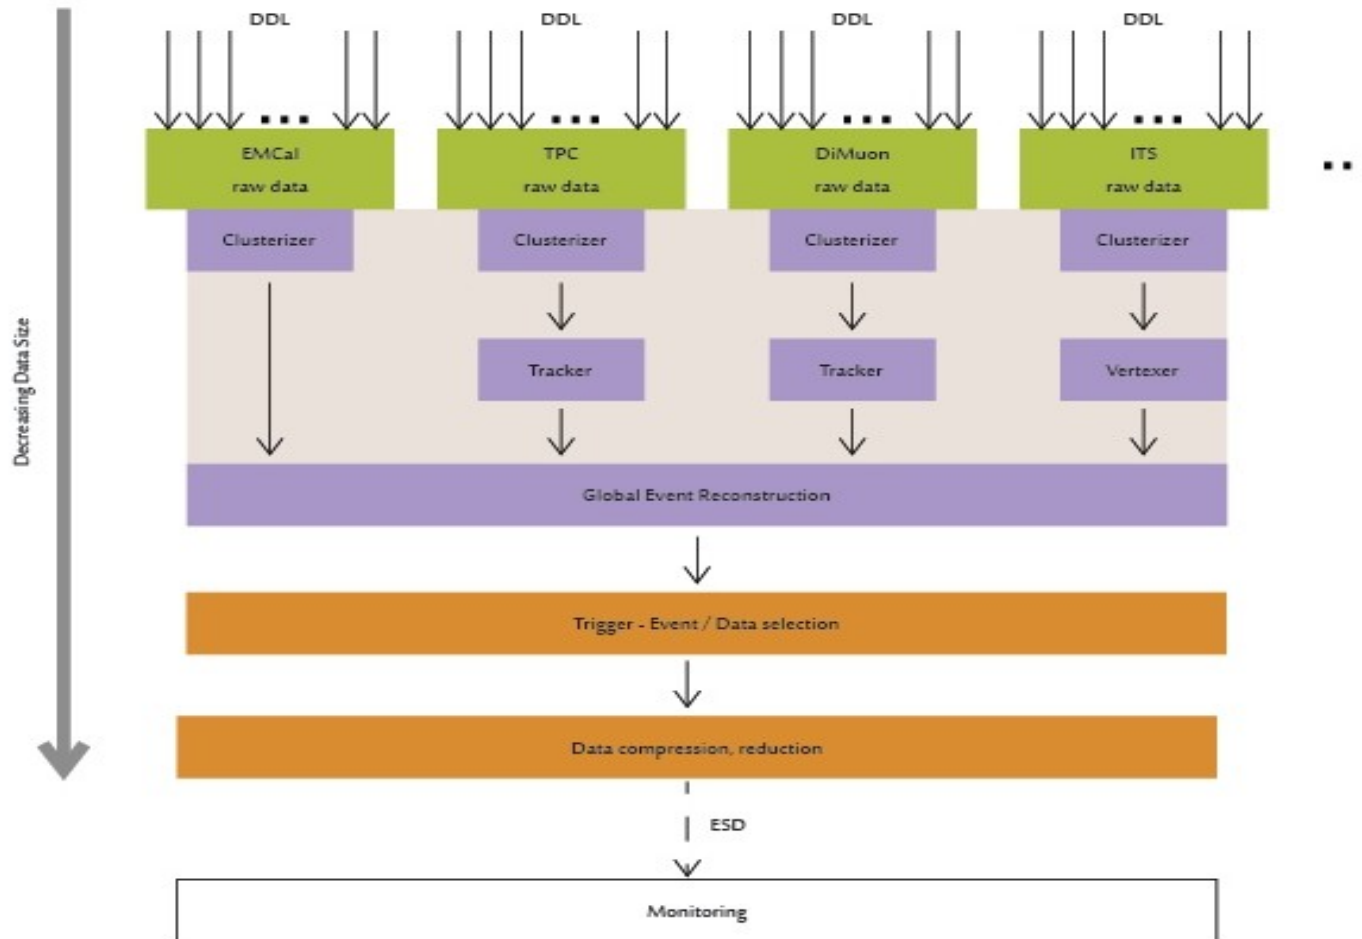 DDL DDL DDL DDL
EMCal TPC DiMuon ITS
raw data raw data raw data raw data
Clusterizer Clusterizer Clusterizer Clusterizer
Tracker Tracker Vertexer
Decreasing Data Size
Global Event Reconstruction
Trigger - Event / Data selection
Data compression, reduction
ESD
Monitoring